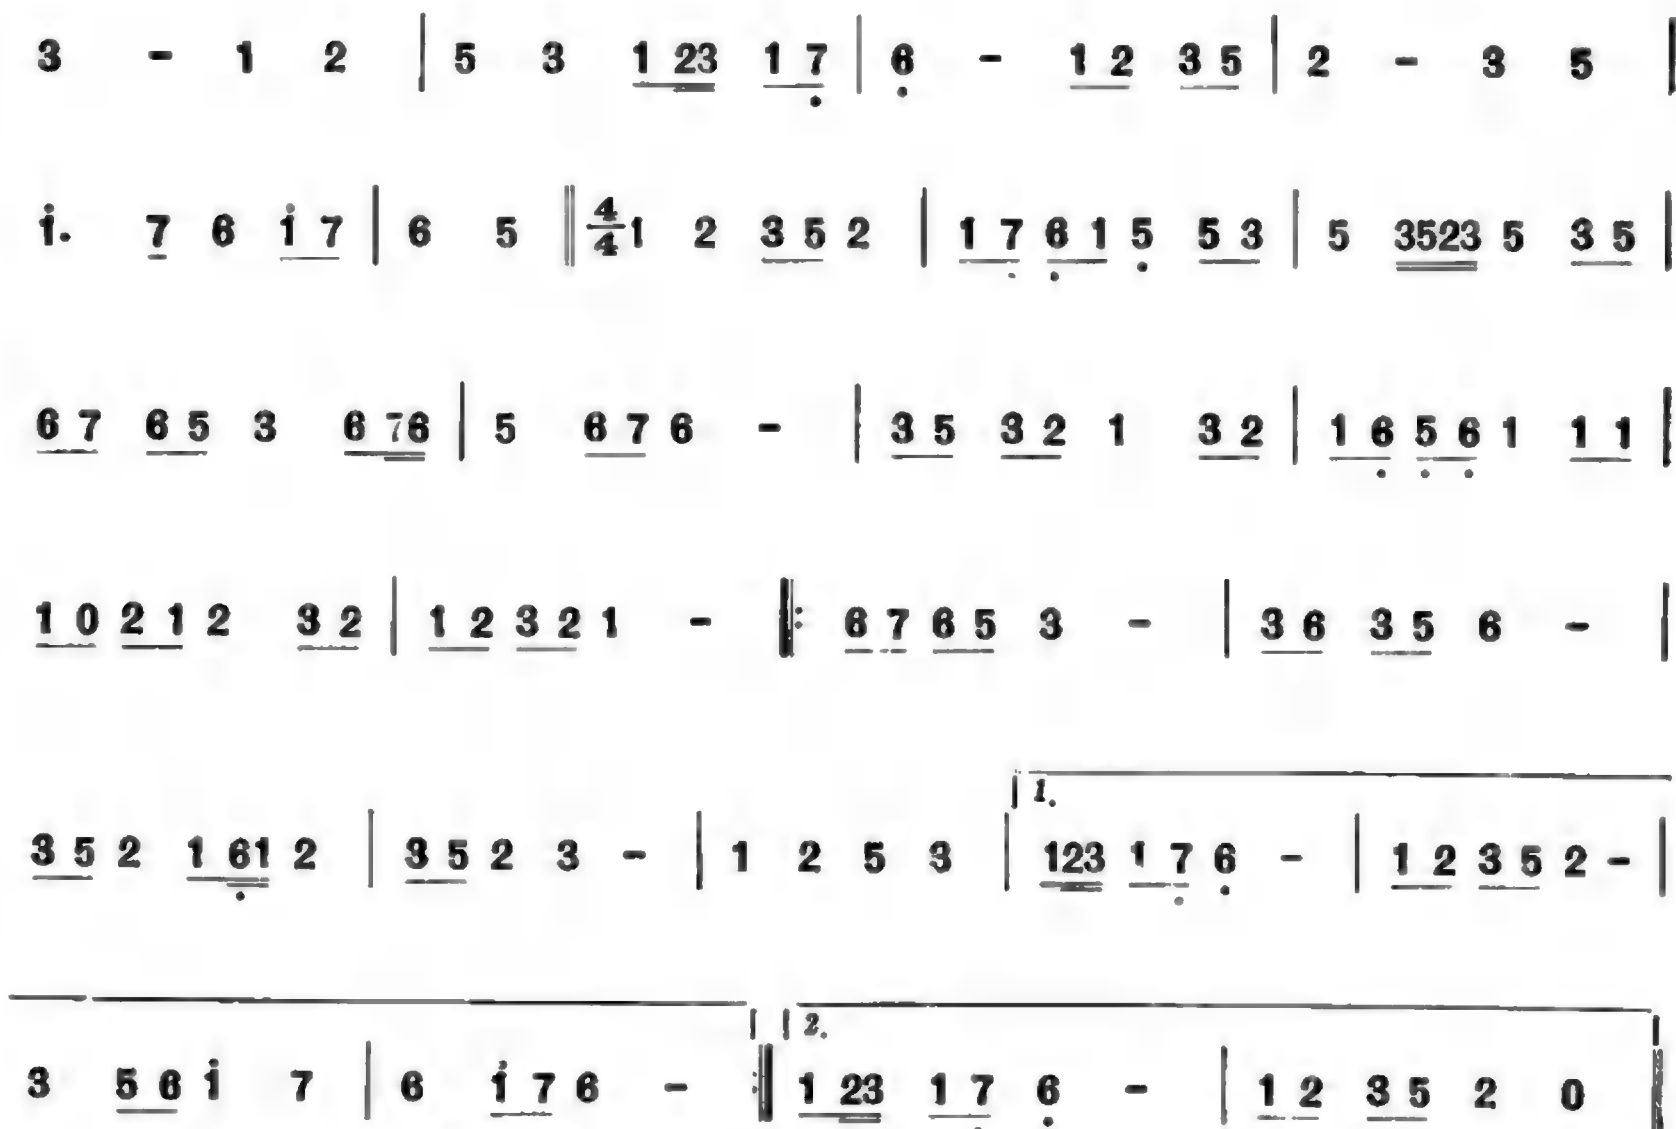 3 - 1 2 | 5 3 1 23 1 7̣ | 6̣ - 1 2 3 5 | 2 - 3 5 |
1̇. 7 6 1̇ 7 | 6 5 ‖ 4/4 1 2 3 5 2 | 1 7̣ 6̣ 1 5̣ 5 3 | 5 3523 5 3 5 |
6 7 6 5 3 6 76 | 5 6 7 6 - | 3 5 3 2 1 3 2 | 1 6̣ 5̣ 6̣ 1 1 1 |
1 0 2 1 2 3 2 | 1 2 3 2 1 - ‖: 6 7 6 5 3 - | 3 6 3 5 6 - |
1.
3 5 2 1 6̣1 2 | 3 5 2 3 - | 1 2 5 3 | 123 1 7̣ 6̣ - | 1 2 3 5 2 - |
2.
3 5 6 1̇ 7 | 6 1̇ 7 6 - :‖ 1 23 1 7̣ 6̣ - | 1 2 3 5 2 0 ‖